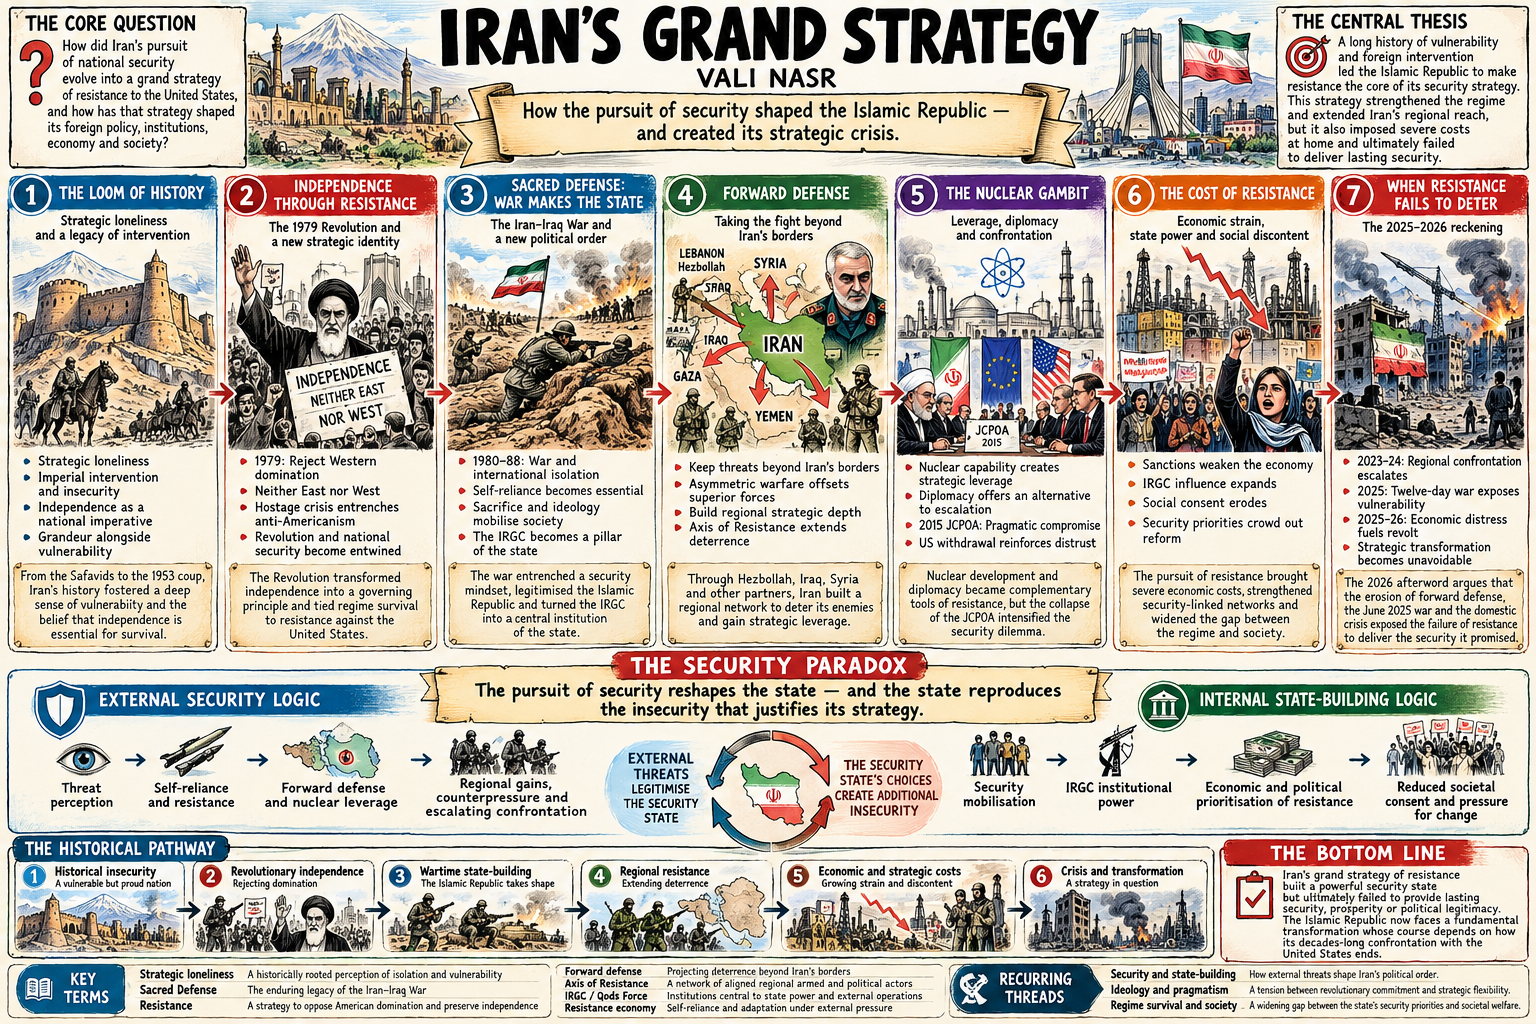 THE CORE QUESTION
?
How did Iran's pursuit
of national security
evolve into a grand strategy
of resistance to the United States,
and how has that strategy shaped
its foreign policy, institutions,
economy and society?
IRAN'S GRAND STRATEGY
VALI NASR
How the pursuit of security shaped the Islamic Republic —
and created its strategic crisis.
THE CENTRAL THESIS
A long history of vulnerability
and foreign intervention
led the Islamic Republic to make
resistance the core of its security strategy.
This strategy strengthened the regime
and extended Iran's regional reach,
but it also imposed severe costs
at home and ultimately failed
to deliver lasting security.
1 THE LOOM OF HISTORY
Strategic loneliness
and a legacy of intervention
• Strategic loneliness
• Imperial intervention
and insecurity
• Independence as a
national imperative
• Grandeur alongside
vulnerability
From the Safavids to the 1953 coup,
Iran's history fostered a deep
sense of vulnerabiity and the
belief that independence is
essential for survival.
2 INDEPENDENCE
THROUGH RESISTANCE
The 1979 Revolution and
a new strategic identity
INDEPENDENCE
NEITHER EAST
NOR WEST
• 1979: Reject Western
domination
• Neither East nor West
• Hostage crisis entrenches
anti-Americanism
• Revolution and national
security become entwined
The Revolution transformed
independence into a governing
principle and tied regime survival
to resistance against the
United States.
3 SACRED DEFENSE:
WAR MAKES THE STATE
The Iran–Iraq War and
a new political order
• 1980–88: War and
international isolation
• Self-reliance becomes essential
• Sacrifice and ideology
mobilise society
• The IRGC becomes a pillar
of the state
The war entrenched a security
mindset, legitimised the Islamic
Republic and turned the IRGC
into a central institution
of the state.
4 FORWARD DEFENSE
Taking the fight beyond
Iran's borders
LEBANON
Hezbollah
SYRIA
IRAQ
IRAN
GAZA
YEMEN
• Keep threats beyond Iran's borders
• Asymmetric warfare offsets
superior forces
• Build regional strategic depth
• Axis of Resistance extends
deterrence
Through Hezbollah, Iraq, Syria
and other partners, Iran built a
regional network to deter its enemies
and gain strategic leverage.
5 THE NUCLEAR GAMBIT
Leverage, diplomacy
and confrontation
JCPOA
2015
• Nuclear capability creates
strategic leverage
• Diplomacy offers an alternative
to escalation
• 2015 JCPOA: Pragmatic compromise
• US withdrawal reinforces distrust
Nuclear development and
diplomacy became complementary
tools of resistance, but the collapse
of the JCPOA intensified the
security dilemma.
6 THE COST OF RESISTANCE
Economic strain,
state power and social discontent
• Sanctions weaken the economy
• IRGC influence expands
• Social consent erodes
• Security priorities crowd out
reform
The pursuit of resistance brought
severe economic costs, strengthened
security-linked networks and
widened the gap between
the regime and society.
7 WHEN RESISTANCE
FAILS TO DETER
The 2025–2026 reckoning
• 2023–24: Regional confrontation
escalates
• 2025: Twelve-day war exposes
vulnerability
• 2025–26: Economic distress
fuels revolt
• Strategic transformation
becomes unavoidable
The 2026 afterword argues that
the erosion of forward defense,
the June 2025 war and the domestic
crisis exposed the failure of resistance
to deliver the security it promised.
THE SECURITY PARADOX
The pursuit of security reshapes the state — and the state reproduces
the insecurity that justifies its strategy.
EXTERNAL SECURITY LOGIC
Threat
perception
Self-reliance
and resistance
Forward defense
and nuclear leverage
Regional gains,
counterpressure and
escalating confrontation
EXTERNAL
THREATS
LEGITIMISE
THE SECURITY
STATE
THE SECURITY
STATE'S CHOICES
CREATE ADDITIONAL
INSECURITY
INTERNAL STATE-BUILDING LOGIC
Security
mobilisation
IRGC institutional
power
Economic and political
prioritisation of resistance
Reduced societal
consent and pressure
for change
THE HISTORICAL PATHWAY
1 Historical insecurity
A vulnerable but proud nation
2 Revolutionary independence
Rejecting domination
3 Wartime state-building
The Islamic Republic takes shape
4 Regional resistance
Extending deterrence
5 Economic and strategic costs
Growing strain and discontent
6 Crisis and transformation
A strategy in question
THE BOTTOM LINE
Iran's grand strategy of resistance
built a powerful security state
but ultimately failed to provide lasting
security, prosperity or political legitimacy.
The Islamic Republic now faces a fundamental
transformation whose course depends on how
its decades-long confrontation with the
United States ends.
KEY
TERMS
Strategic loneliness A historically rooted perception of isolation and vulnerability
Sacred Defense The enduring legacy of the Iran–Iraq War
Resistance A strategy to oppose American domination and preserve independence
Forward defense Projecting deterrence beyond Iran's borders
Axis of Resistance A network of aligned regional armed and political actors
IRGC / Qods Force Institutions central to state power and external operations
Resistance economy Self-reliance and adaptation under external pressure
RECURRING
THREADS
Security and state-building How external threats shape Iran's political order.
Ideology and pragmatism A tension between revolutionary commitment and strategic flexibility.
Regime survival and society A widening gap between the state's security priorities and societal welfare.